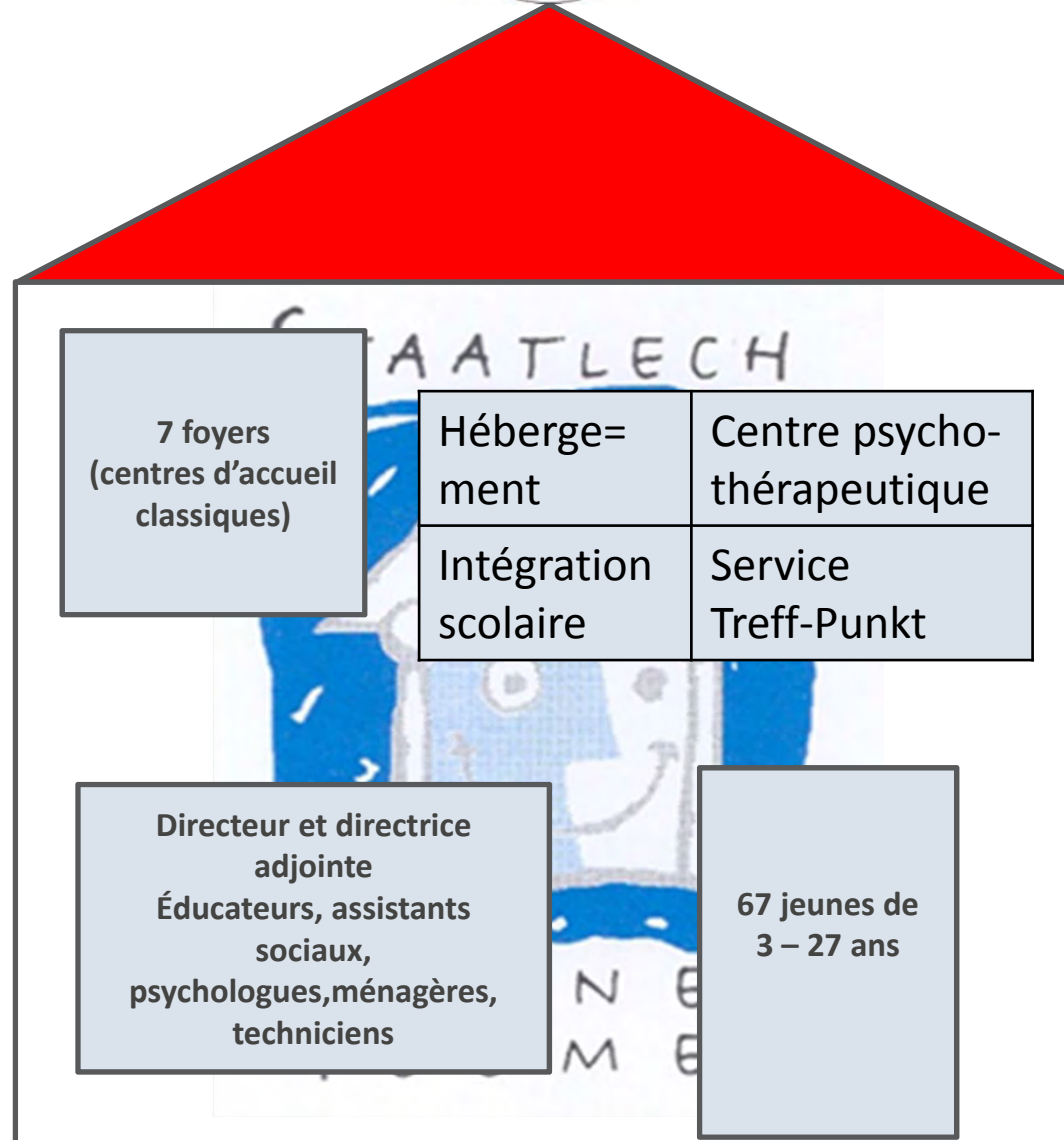 AATLECH
7 foyers
(centres d'accueil
classiques)
Héberge=
ment
Centre psycho-
thérapeutique
Intégration
scolaire
Service
Treff-Punkt
Directeur et directrice
adjointe
Éducateurs, assistants
sociaux,
psychologues,ménagères,
techniciens
67 jeunes de
3 – 27 ans